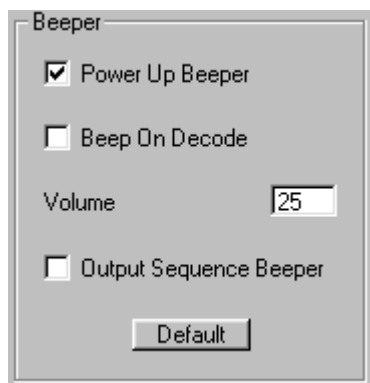 Beeper
Power Up Beeper
Beep On Decode
Volume 25
Output Sequence Beeper
Default